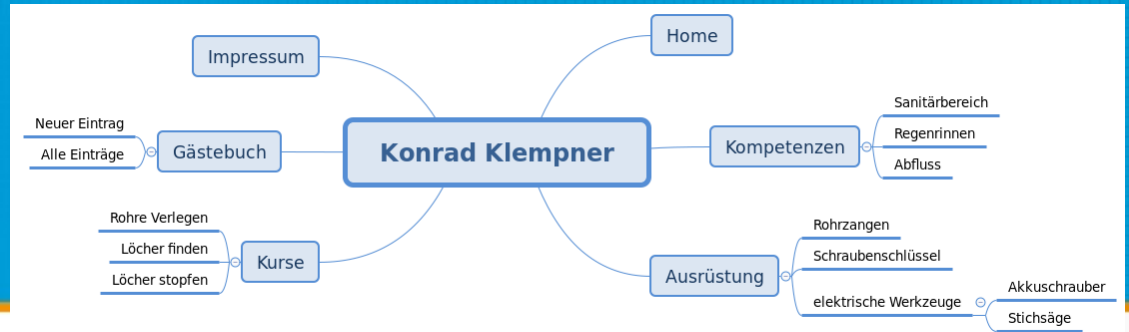 Konrad Klempner
Home
Kompetenzen
Sanitärbereich
Regenrinnen
Abfluss
Ausrüstung
Rohrzangen
Schraubenschlüssel
elektrische Werkzeuge
Akkuschrauber
Stichsäge
Impressum
Gästebuch
Neuer Eintrag
Alle Einträge
Kurse
Rohre Verlegen
Löcher finden
Löcher stopfen